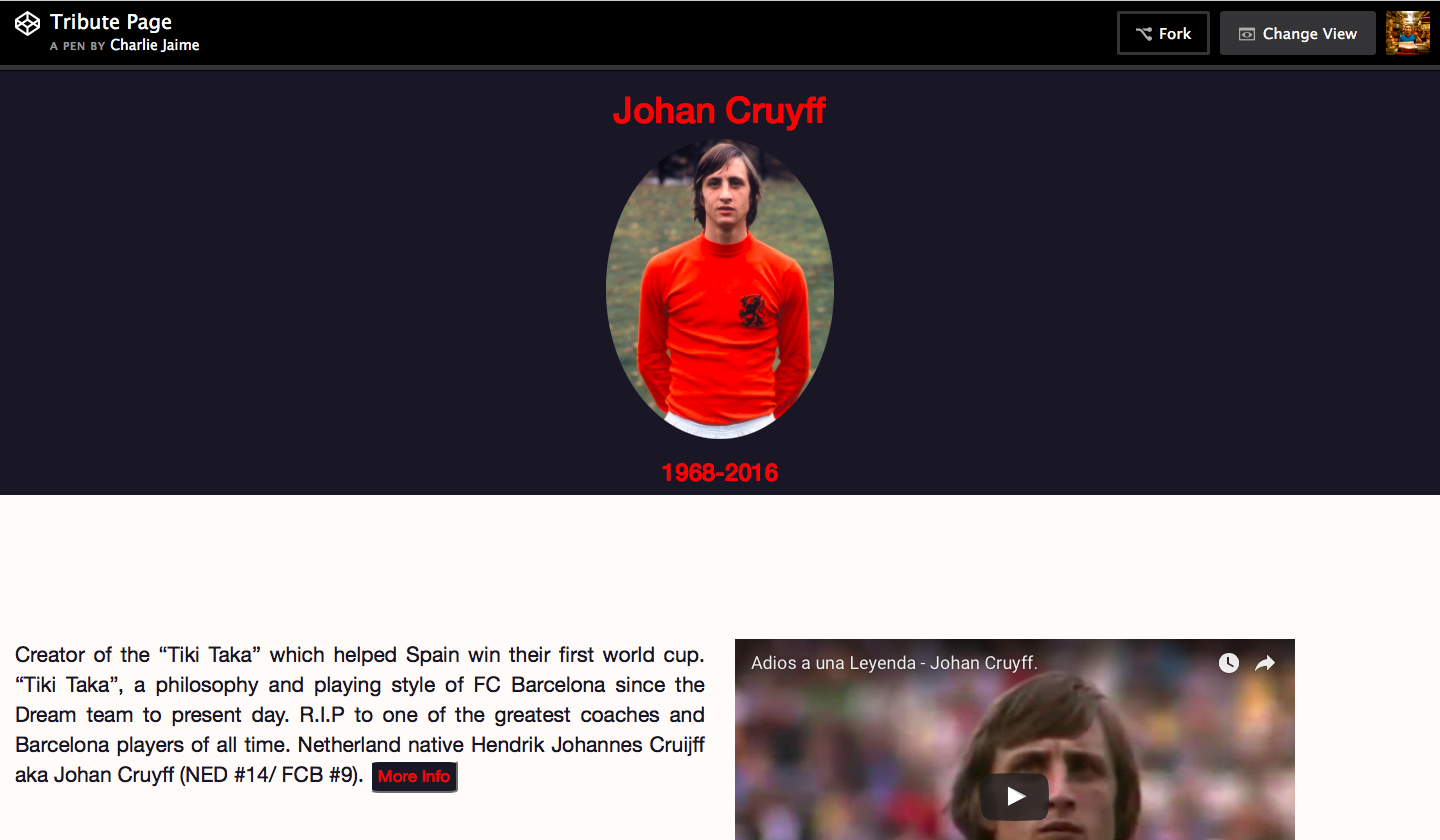 Tribute Page
A PEN BY Charlie Jaime
Fork
Change View
Johan Cruyff
1968-2016
Creator of the “Tiki Taka” which helped Spain win their first world cup.
“Tiki Taka”, a philosophy and playing style of FC Barcelona since the
Dream team to present day. R.I.P to one of the greatest coaches and
Barcelona players of all time. Netherland native Hendrik Johannes Cruijff
aka Johan Cruyff (NED #14/ FCB #9). More Info
Adios a una Leyenda - Johan Cruyff.